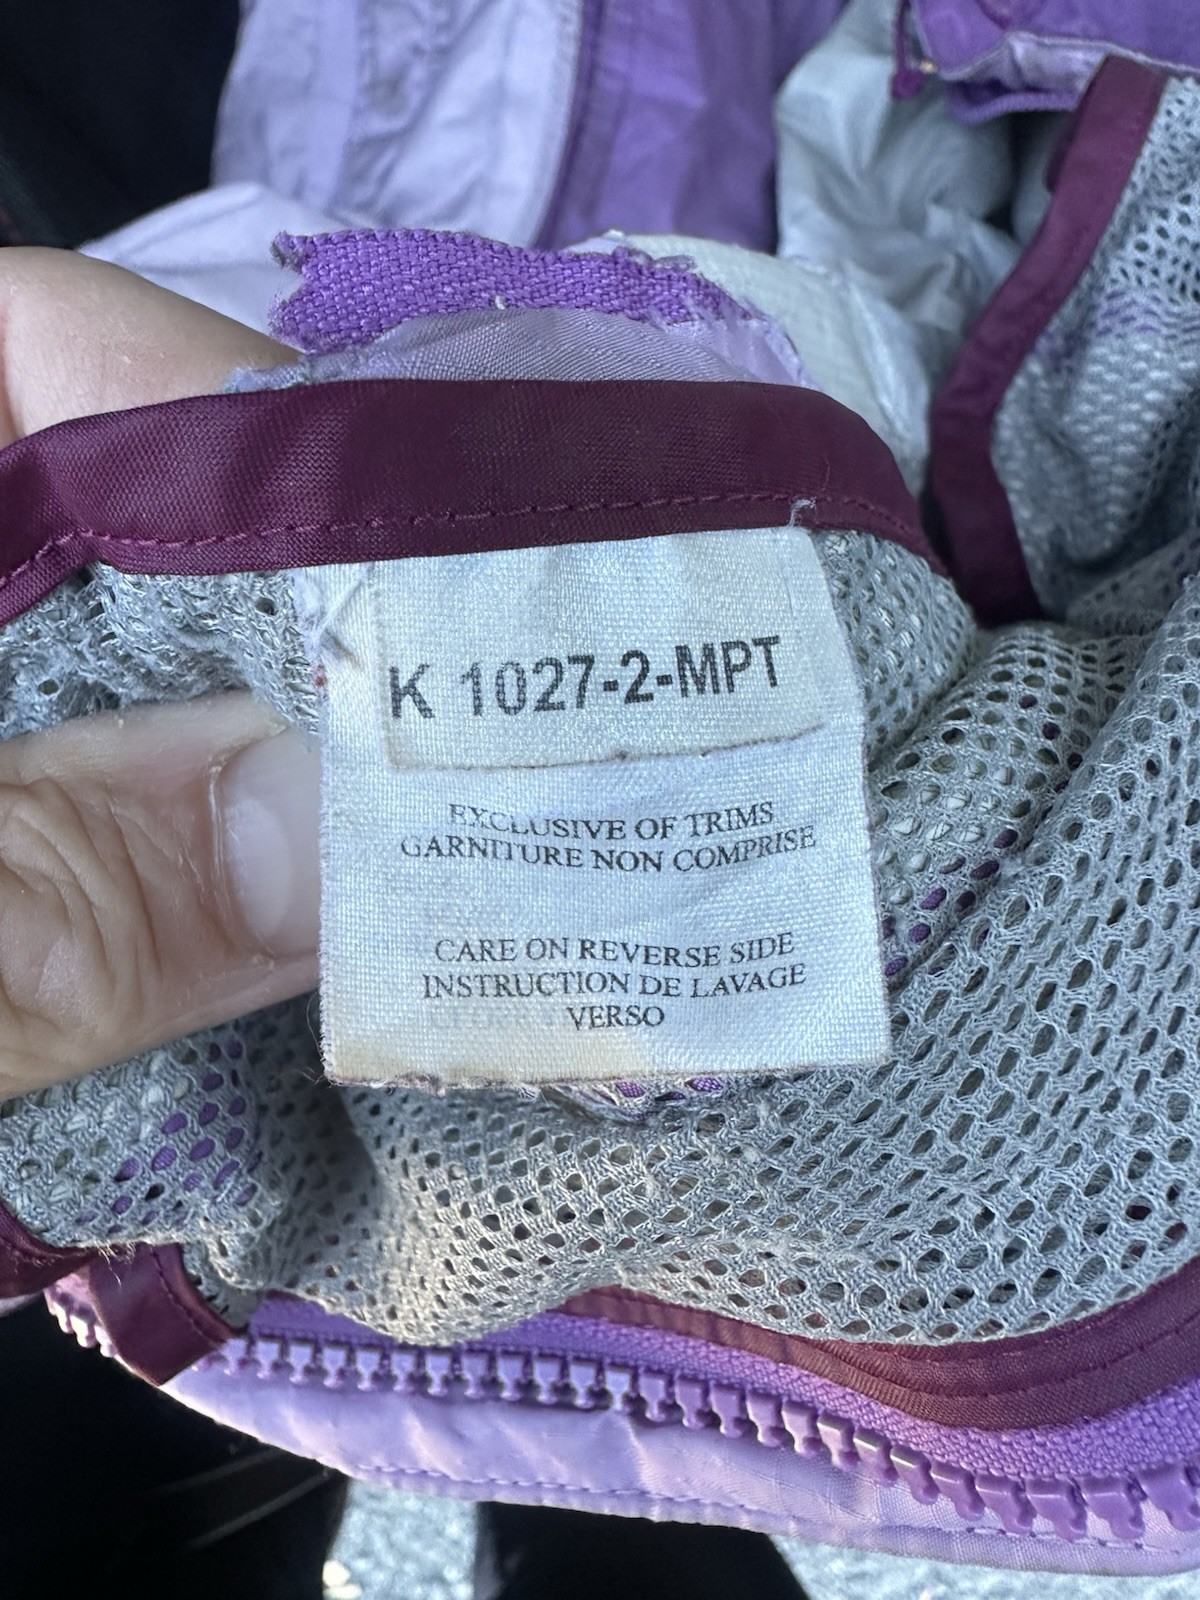 K 1027-2-MPT
EXCLUSIVE OF TRIMS
GARNITURE NON COMPRISE
CARE ON REVERSE SIDE
INSTRUCTION DE LAVAGE
VERSO